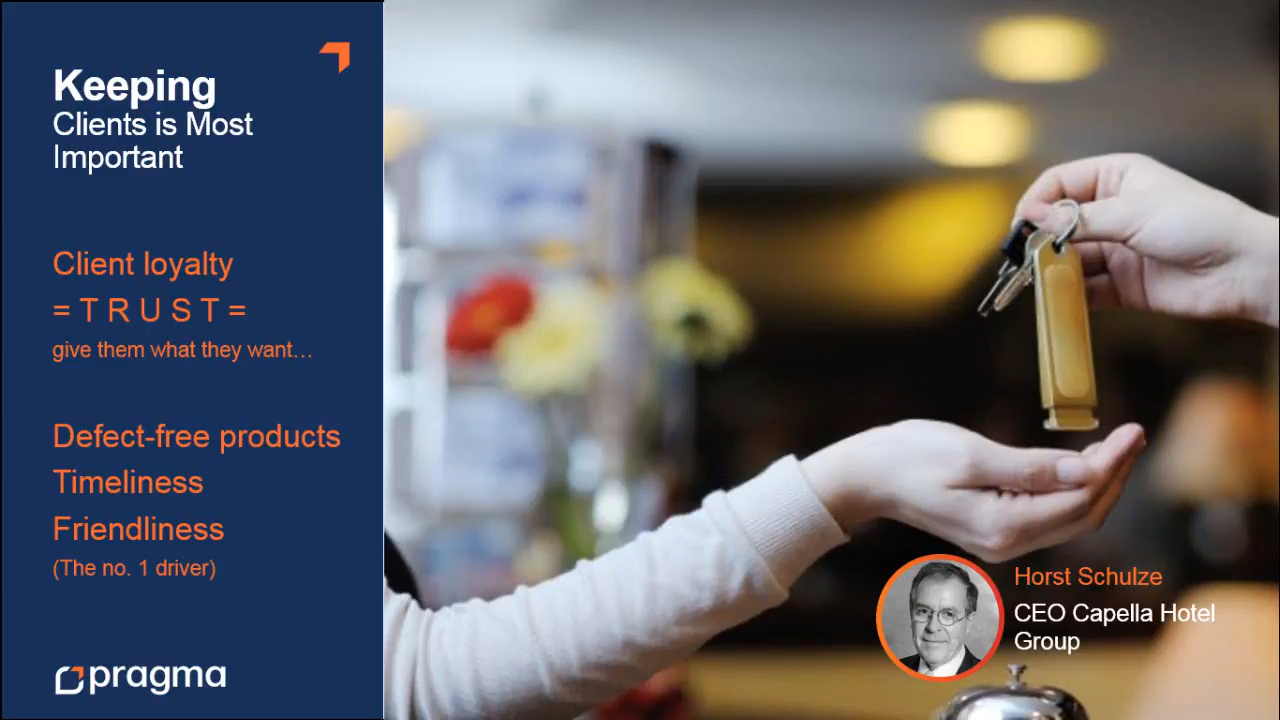 Keeping
Clients is Most
Important
Client loyalty
= T R U S T =
give them what they want…
Defect-free products
Timeliness
Friendliness
(The no. 1 driver)
pragma
Horst Schulze
CEO Capella Hotel
Group